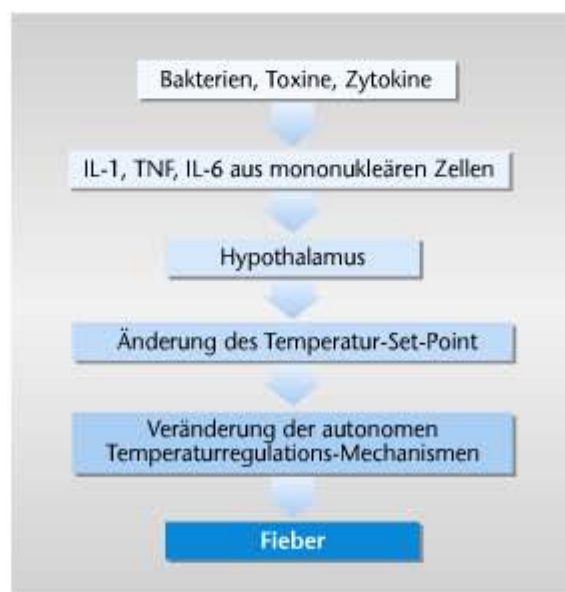 Bakterien, Toxine, Zytokine
IL-1, TNF, IL-6 aus mononukleären Zellen
Hypothalamus
Änderung des Temperatur-Set-Point
Veränderung der autonomen
Temperaturregulations-Mechanismen
Fieber